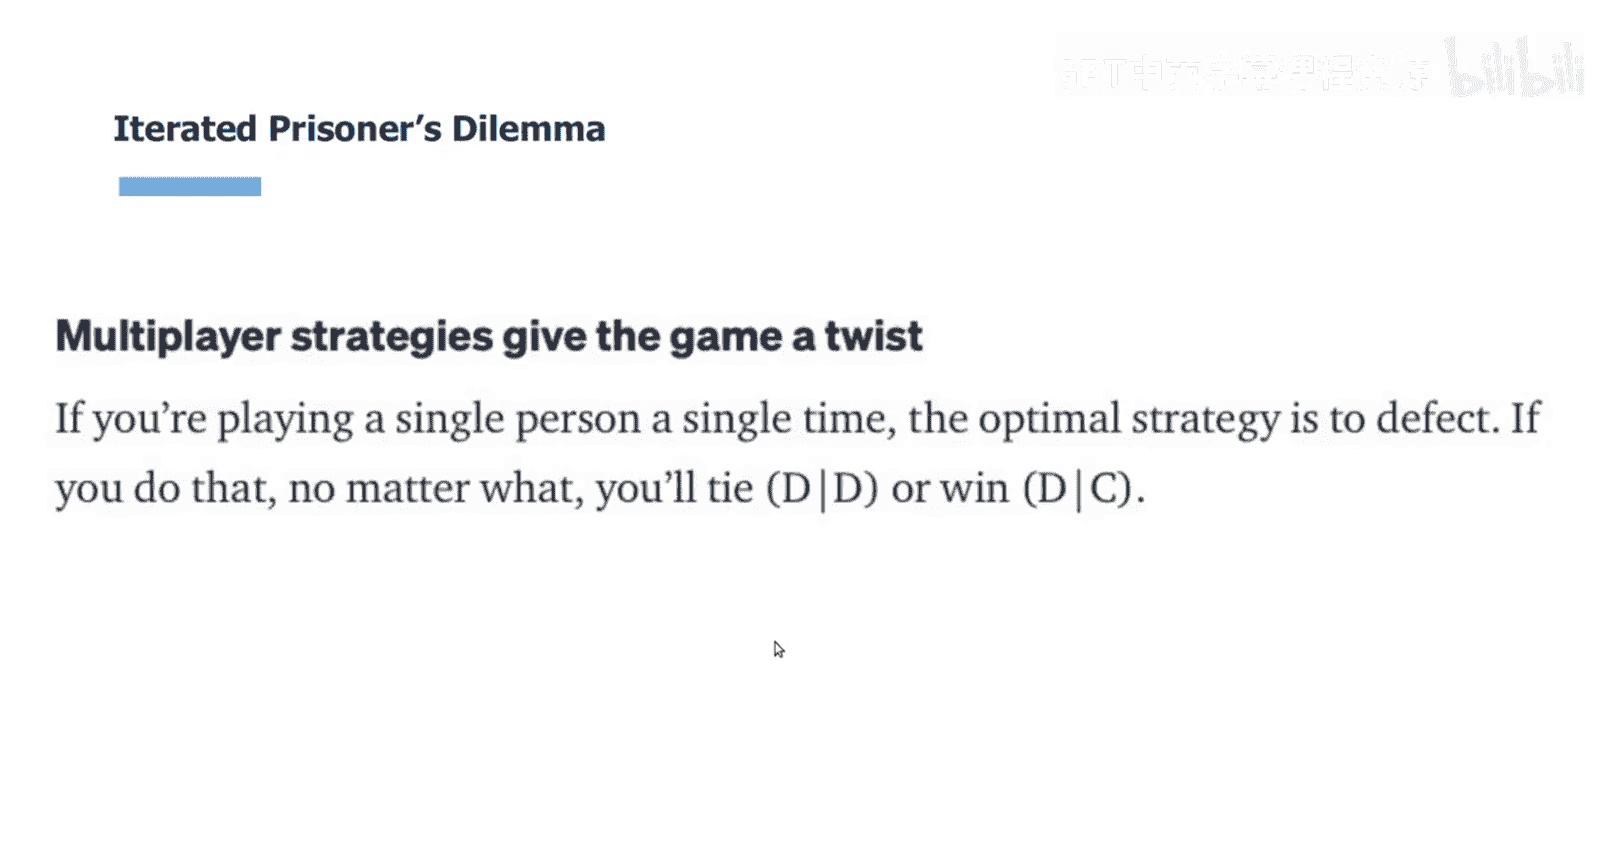 bilibili
Iterated Prisoner’s Dilemma
Multiplayer strategies give the game a twist
If you’re playing a single person a single time, the optimal strategy is to defect. If
you do that, no matter what, you’ll tie (D|D) or win (D|C).